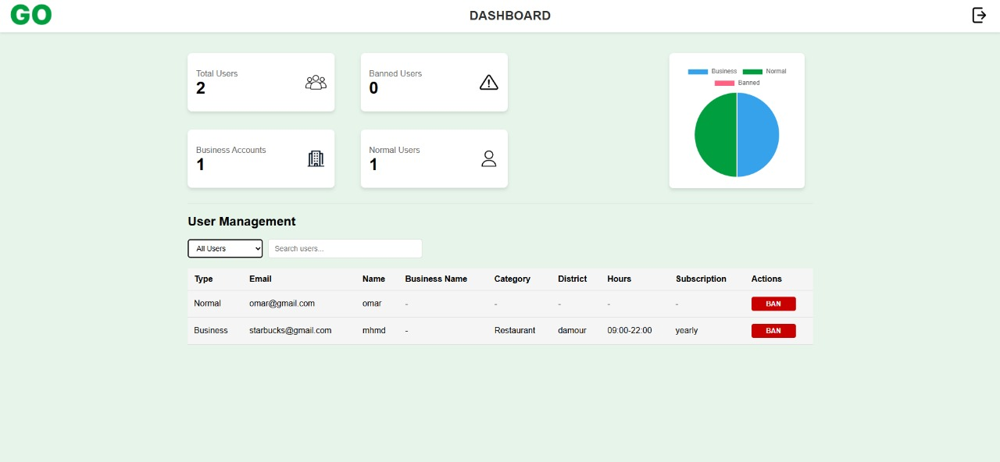 GO
DASHBOARD
Total Users
2
Banned Users
0
Business Accounts
1
Normal Users
1
Business Normal
Banned
User Management
All Users Search users...
Type Email Name Business Name Category District Hours Subscription Actions
Normal omar@gmail.com omar - - - - - BAN
Business starbucks@gmail.com mhmd - Restaurant damour 09:00-22:00 yearly BAN